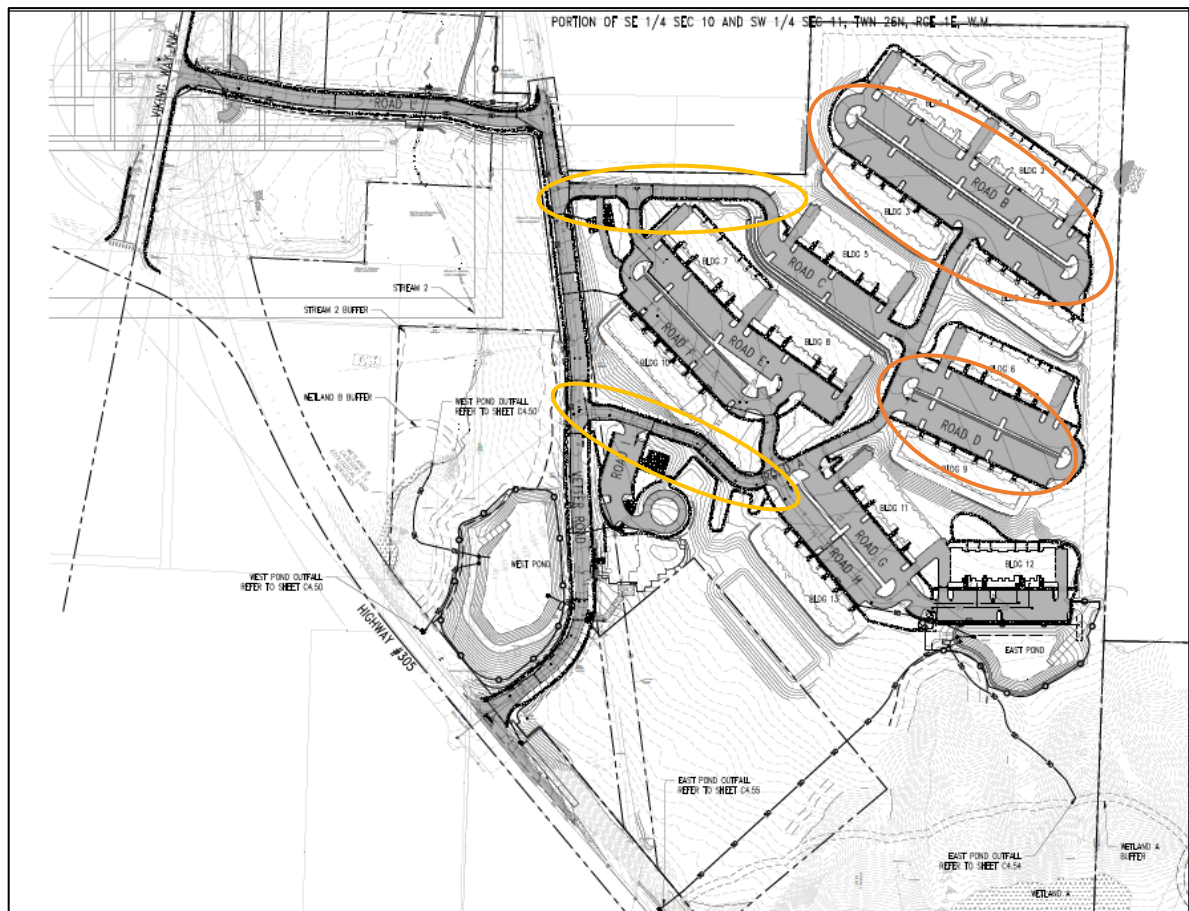 PORTION OF SE 1/4 SEC 10 AND SW 1/4 SEC 11, TWN 26N, RGE 1E, W.M.
VIKING WAY NW
ROAD L
BLDG 1
BLDG 2
ROAD B
BLDG 3
BLDG 5
BLDG 7
ROAD C
STREAM 2
STREAM 2 BUFFER
ROAD E
BLDG 8
ROAD F
BLDG 10
BLDG 6
WETLAND B BUFFER
WEST POND OUTFALL
REFER TO SHEET C4.50
ROAD D
BLDG 9
VETTER ROAD
BLDG 11
ROAD G
ROAD H
WEST POND
BLDG 12
BLDG 13
WEST POND OUTFALL
REFER TO SHEET C4.50
HIGHWAY #305
EAST POND
EAST POND OUTFALL
REFER TO SHEET C4.55
EAST POND OUTFALL
REFER TO SHEET C4.54
WETLAND A
BUFFER
WETLAND A